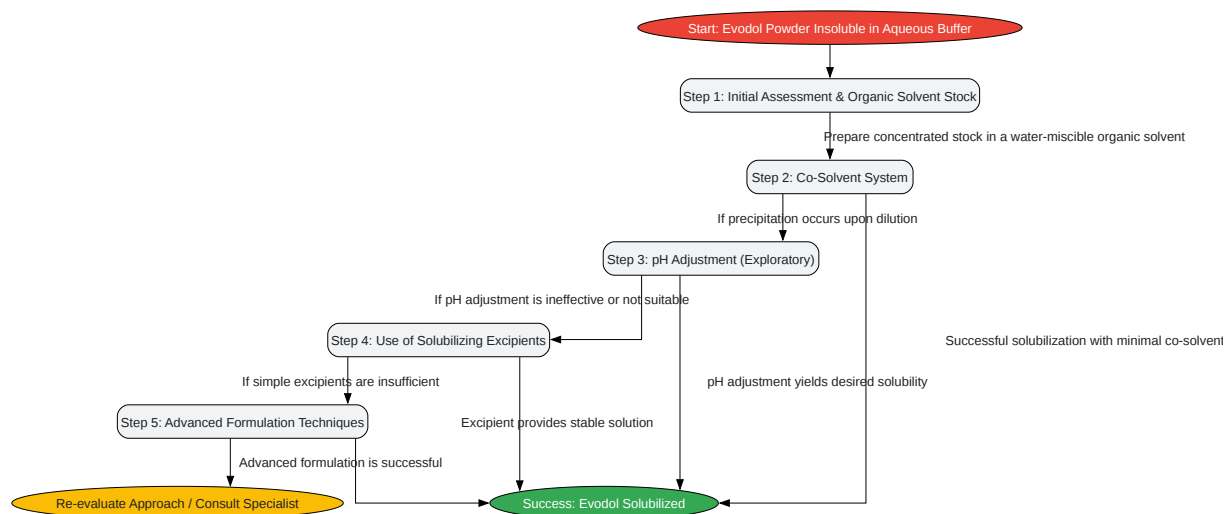 Start: Evodol Powder Insoluble in Aqueous Buffer
Step 1: Initial Assessment & Organic Solvent Stock
Prepare concentrated stock in a water-miscible organic solvent
Step 2: Co-Solvent System
If precipitation occurs upon dilution
Step 3: pH Adjustment (Exploratory)
If pH adjustment is ineffective or not suitable
Step 4: Use of Solubilizing Excipients
Successful solubilization with minimal co-solvent
If simple excipients are insufficient
pH adjustment yields desired solubility
Step 5: Advanced Formulation Techniques
Excipient provides stable solution
Advanced formulation is successful
Re-evaluate Approach / Consult Specialist
Success: Evodol Solubilized